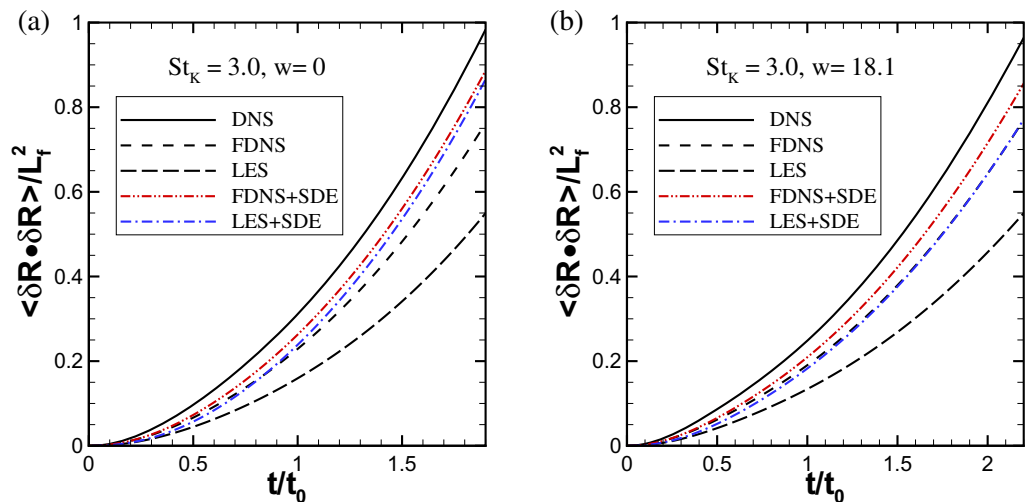 (a)
St_K = 3.0, w= 0
DNS
FDNS
LES
FDNS+SDE
LES+SDE
<δR•δR>/L_f^2
0
0.2
0.4
0.6
0.8
1
0
0.5
1
1.5
t/t_0
(b)
St_K = 3.0, w= 18.1
DNS
FDNS
LES
FDNS+SDE
LES+SDE
<δR•δR>/L_f^2
0
0.2
0.4
0.6
0.8
1
0
0.5
1
1.5
2
t/t_0